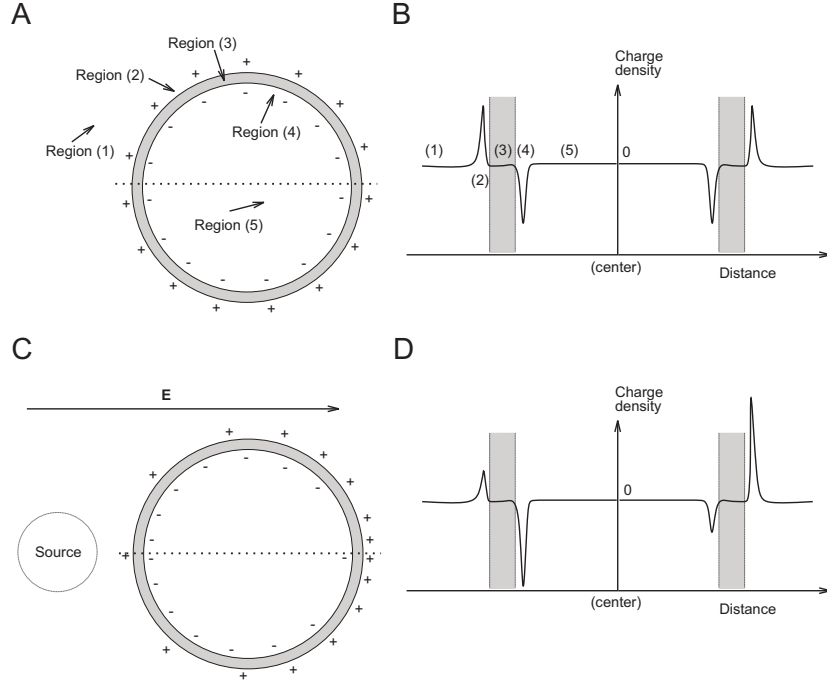 A
Region (3)
Region (2)
Region (4)
Region (1)
Region (5)
B
Charge
density
(1) (3) (4) (5) 0
(2)
(center)
Distance
C
E
Source
D
Charge
density
0
(center)
Distance